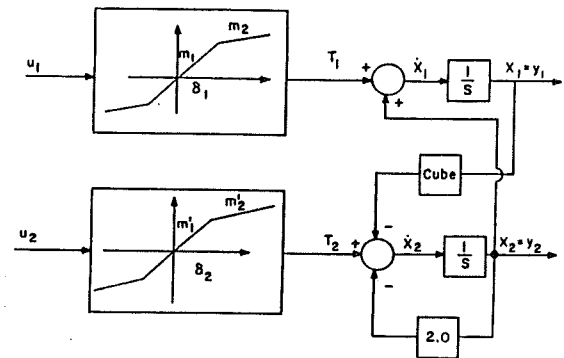 u₁
m₁
m₂
δ₁
T₁
+
+
Ẋ₁
1/S
X₁ = y₁
Cube
u₂
m'₁
m'₂
δ₂
T₂
+
−
−
Ẋ₂
1/S
X₂ = y₂
2.0